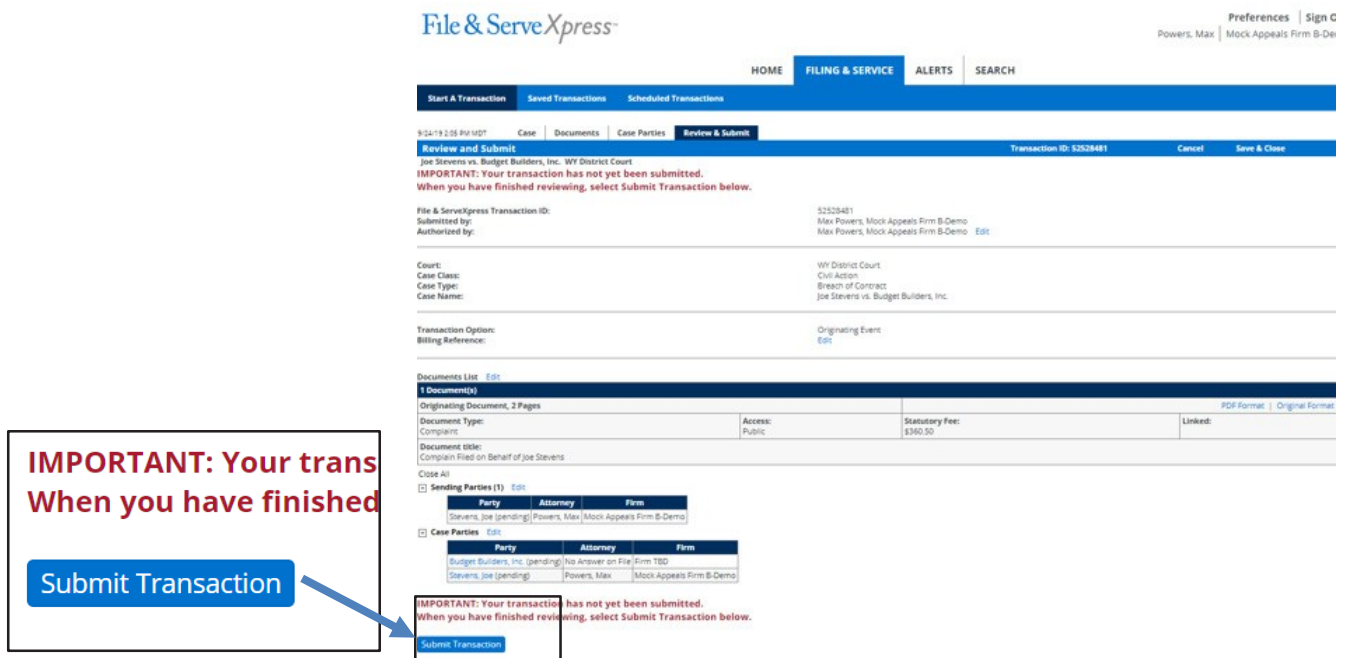 File & ServeXpress™
Preferences | Sign O
Powers, Max | Mock Appeals Firm B-De
HOME FILING & SERVICE ALERTS SEARCH
Start A Transaction Saved Transactions Scheduled Transactions
9/24/19 2:05 PM MDT Case Documents Case Parties Review & Submit
Review and Submit Transaction ID: 52528481 Cancel Save & Close
Joe Stevens vs. Budget Builders, Inc. WY District Court
IMPORTANT: Your transaction has not yet been submitted.
When you have finished reviewing, select Submit Transaction below.
File & ServeXpress Transaction ID: 52528481
Submitted by: Max Powers, Mock Appeals Firm B-Demo
Authorized by: Max Powers, Mock Appeals Firm B-Demo Edit
Court: WY District Court
Case Class: Civil Action
Case Type: Breach of Contract
Case Name: Joe Stevens vs. Budget Builders, Inc.
Transaction Option: Originating Event
Billing Reference: Edit
Documents List Edit
1 Document(s)
Originating Document, 2 Pages PDF Format | Original Format
Document Type: Access: Statutory Fee: Linked:
Complaint Public $360.50
Document title:
Complain Filed on Behalf of Joe Stevens
Close All
Sending Parties (1) Edit
Party Attorney Firm
Stevens, Joe (pending) Powers, Max Mock Appeals Firm B-Demo
Case Parties Edit
Party Attorney Firm
Budget Builders, Inc. (pending) No Answer on File Firm TBD
Stevens, Joe (pending) Powers, Max Mock Appeals Firm B-Demo
IMPORTANT: Your transaction has not yet been submitted.
When you have finished reviewing, select Submit Transaction below.
Submit Transaction
IMPORTANT: Your trans
When you have finished
Submit Transaction